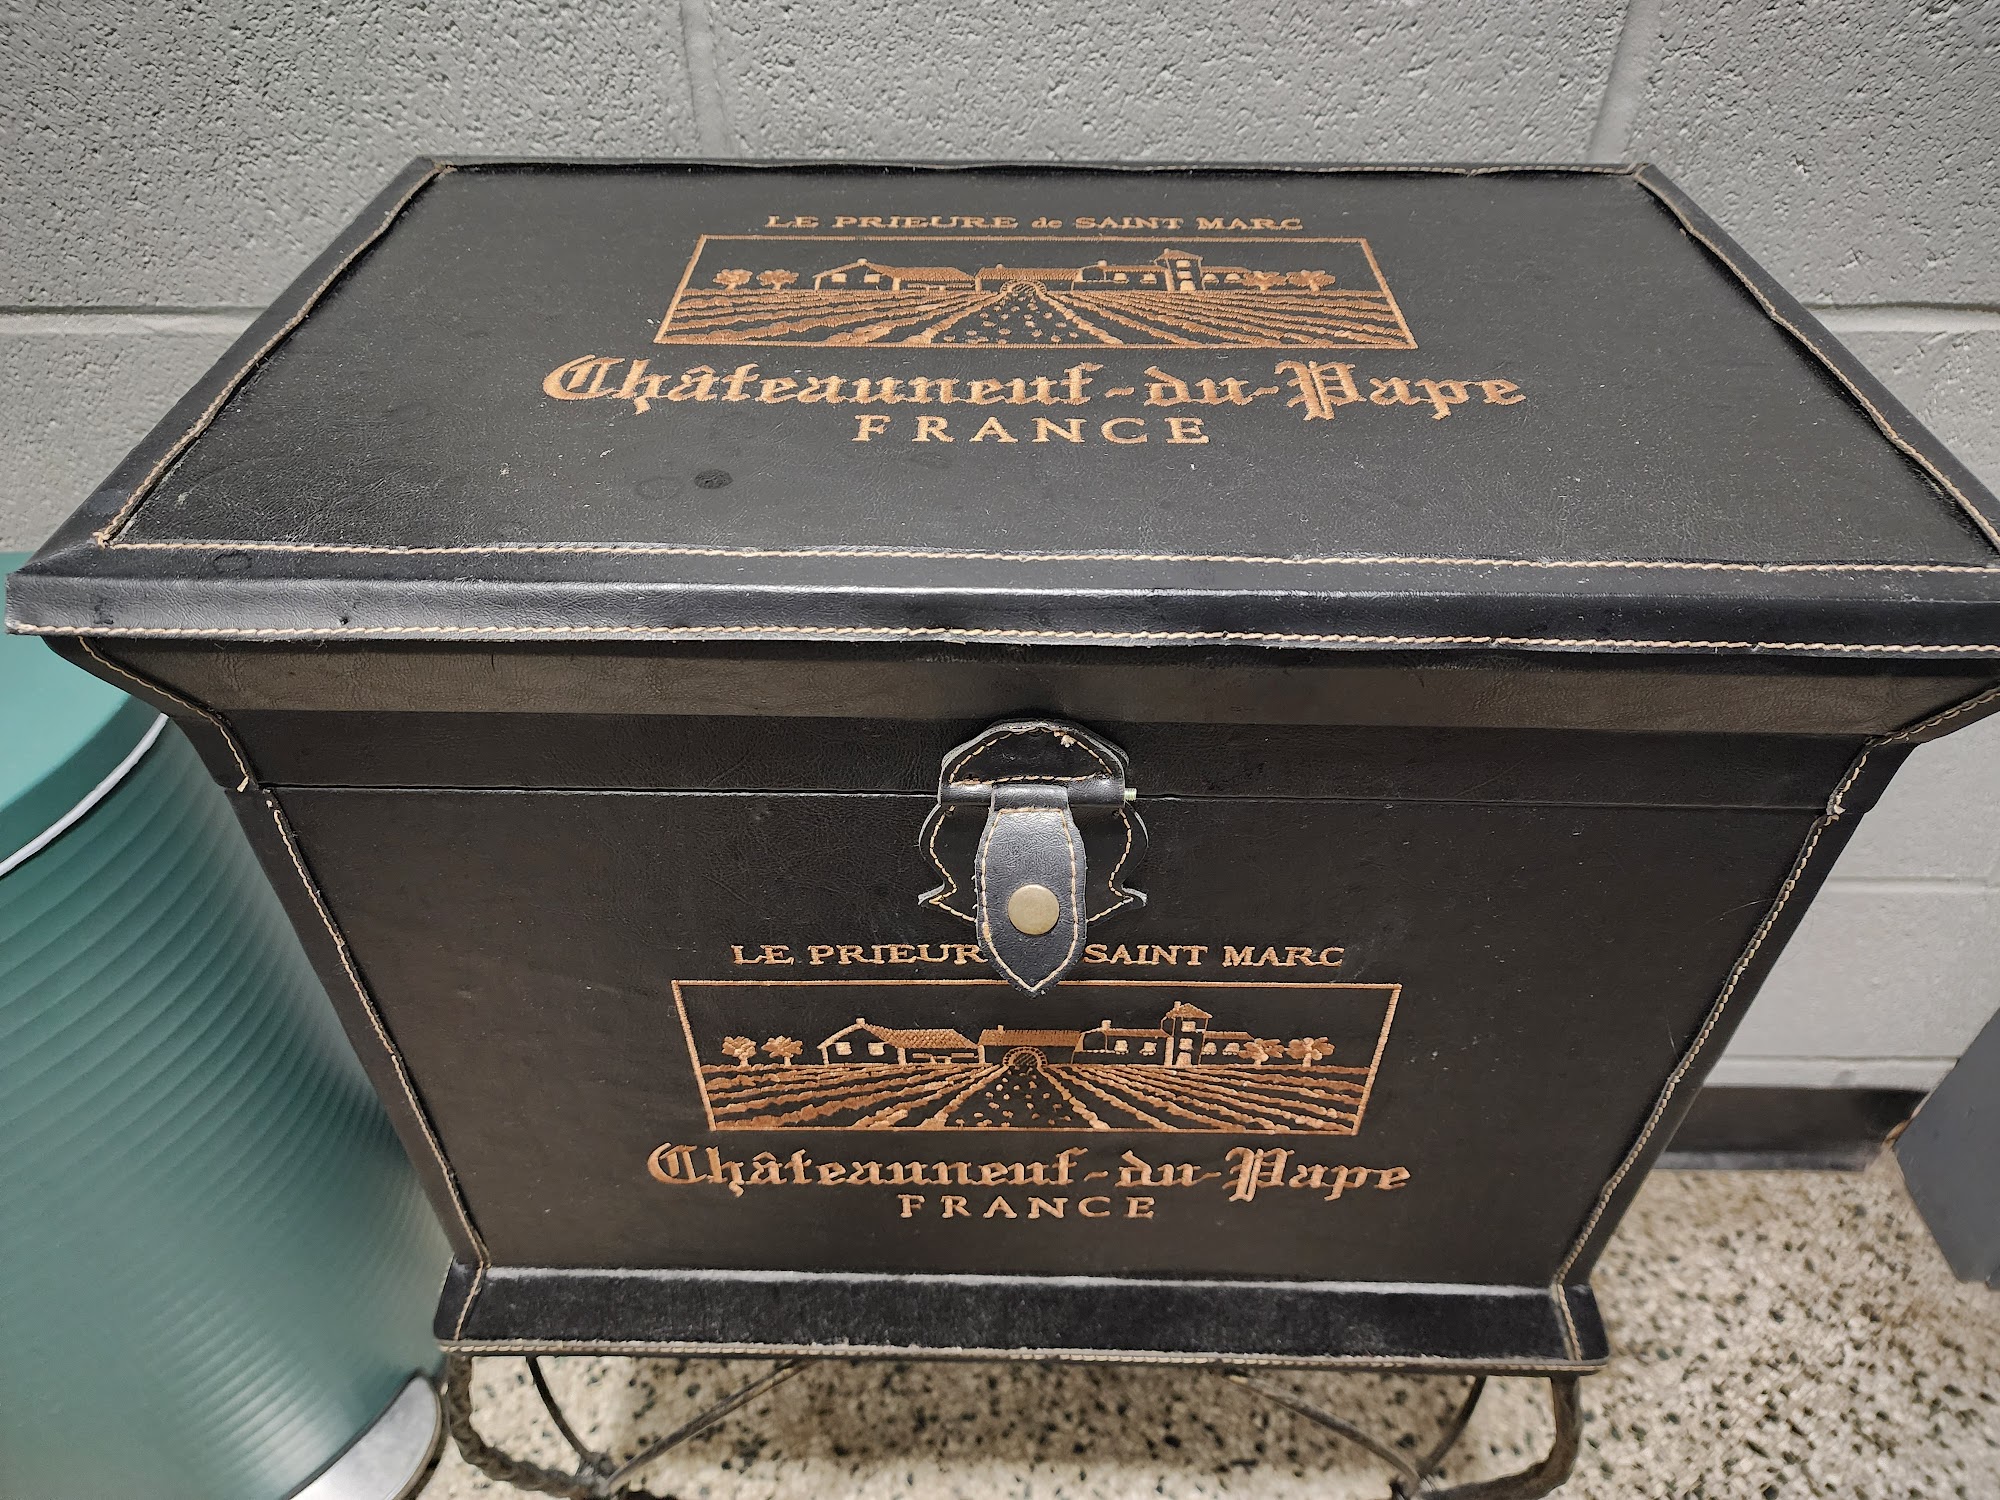 LE PRIEURE de SAINT MARC
Châteauneuf-du-Pape
FRANCE
LE PRIEUR SAINT MARC
Châteauneuf-du-Pape
FRANCE